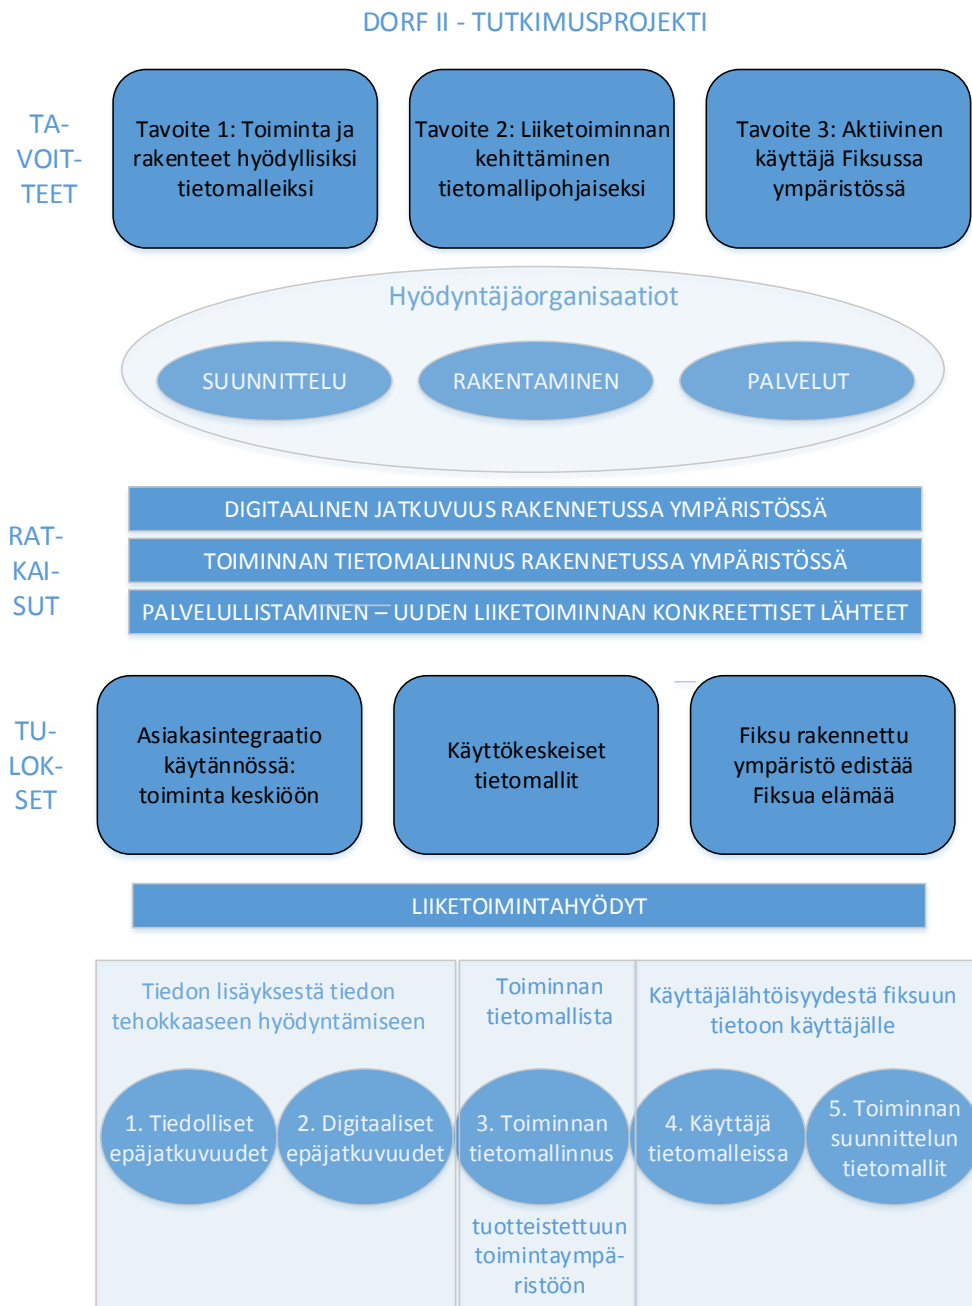 DORF II - TUTKIMUSPROJEKTI
TA-
VOIT-
TEET
Tavoite 1: Toiminta ja
rakenteet hyödyllisiksi
tietomalleiksi
Tavoite 2: Liiketoiminnan
kehittäminen
tietomallipohjaiseksi
Tavoite 3: Aktiivinen
käyttäjä Fiksussa
ympäristössä
Hyödyntäjäorganisaatiot
SUUNNITTELU
RAKENTAMINEN
PALVELUT
RAT-
KAI-
SUT
DIGITAALINEN JATKUVUUS RAKENNETUSSA YMPÄRISTÖSSÄ
TOIMINNAN TIETOMALLINNUS RAKENNETUSSA YMPÄRISTÖSSÄ
PALVELULLISTAMINEN – UUDEN LIIKETOIMINNAN KONKREETTISET LÄHTEET
TU-
LOK-
SET
Asiakasintegraatio
käytännössä:
toiminta keskiöön
Käyttökeskeiset
tietomallit
Fiksu rakennettu
ympäristö edistää
Fiksua elämää
LIIKETOIMINTAHYÖDYT
Tiedon lisäyksestä tiedon
tehokkaaseen hyödyntämiseen
1. Tiedolliset
epäjatkuvuudet
2. Digitaaliset
epäjatkuvuudet
Toiminnan
tietomallista
3. Toiminnan
tietomallinnus
tuotteistettuun
toimintaympä-
ristöön
Käyttäjälähtöisyydestä fiksuun
tietoon käyttäjälle
4. Käyttäjä
tietomalleissa
5. Toiminnan
suunnittelun
tietomallit